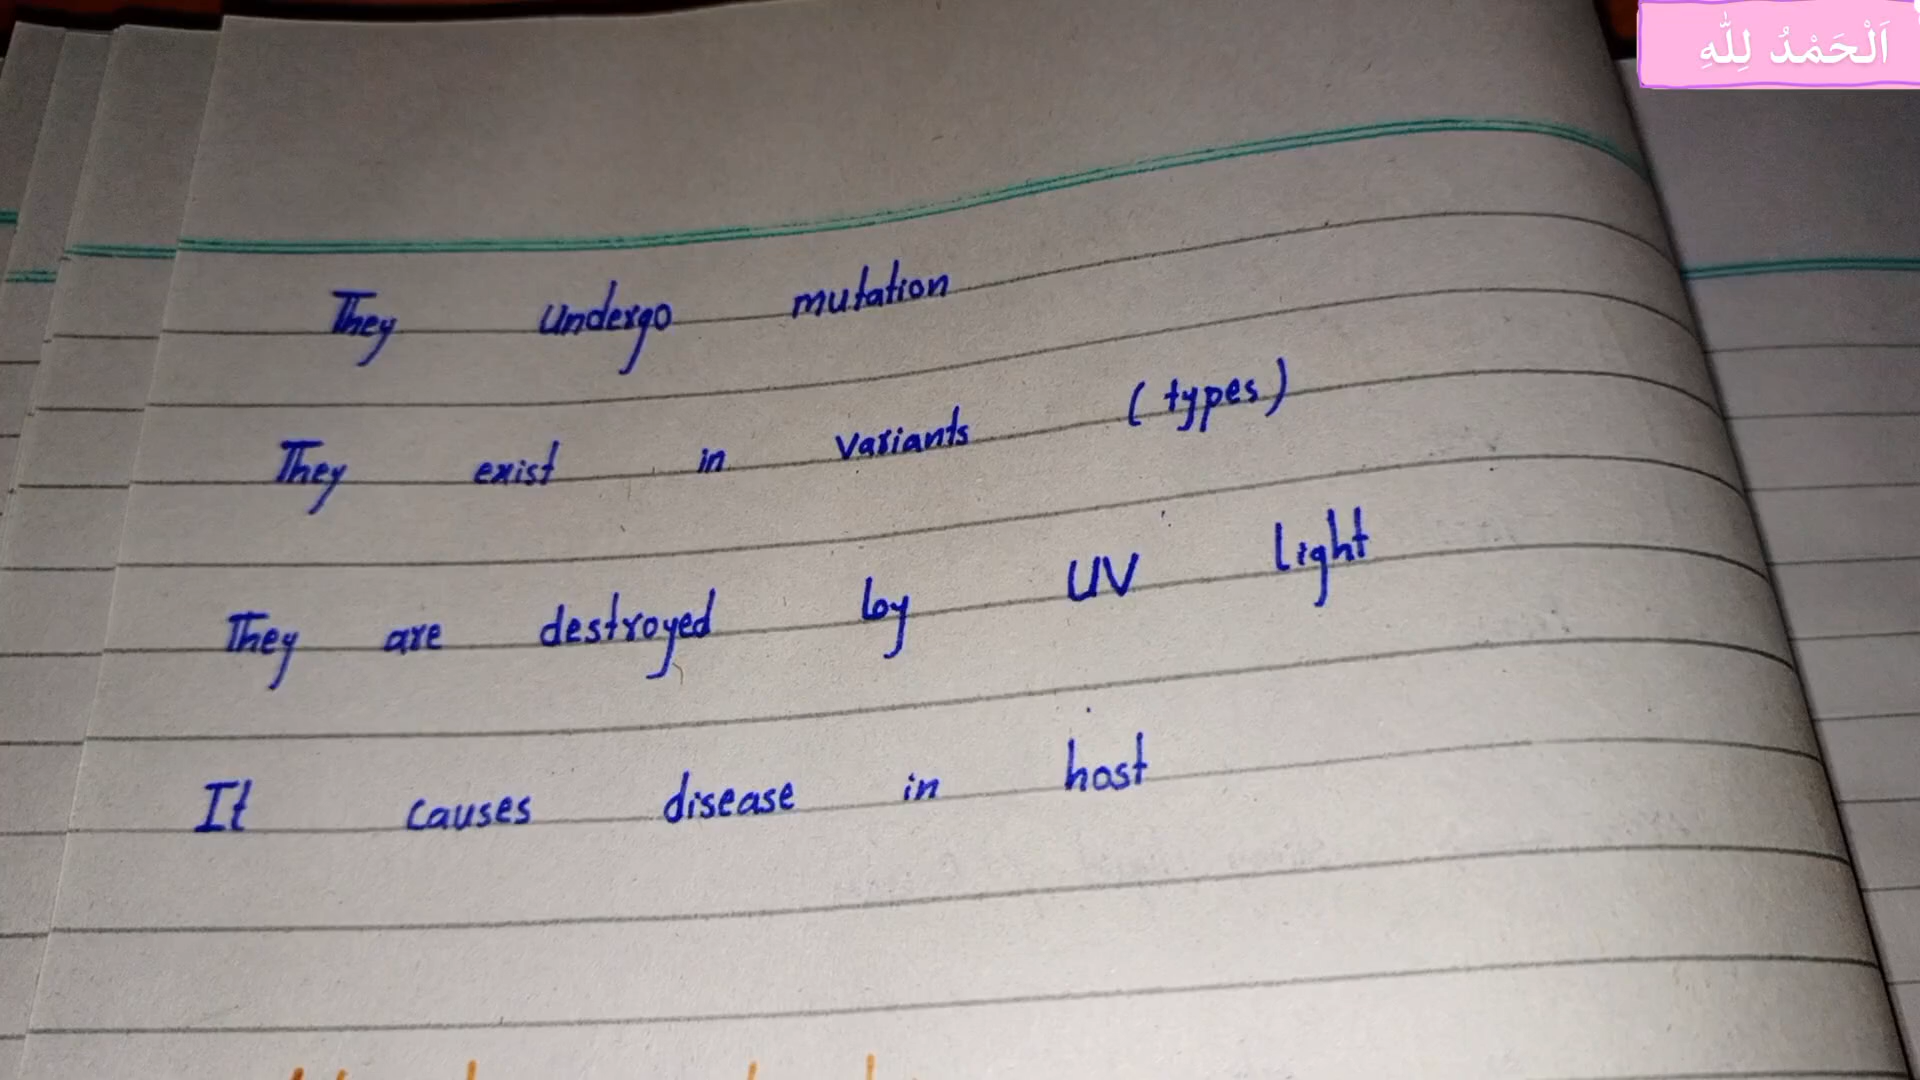 اَلْحَمْدُ لِلّٰهِ
They undergo mutation
They exist in variants (types)
They are destroyed by UV light
It causes disease in host